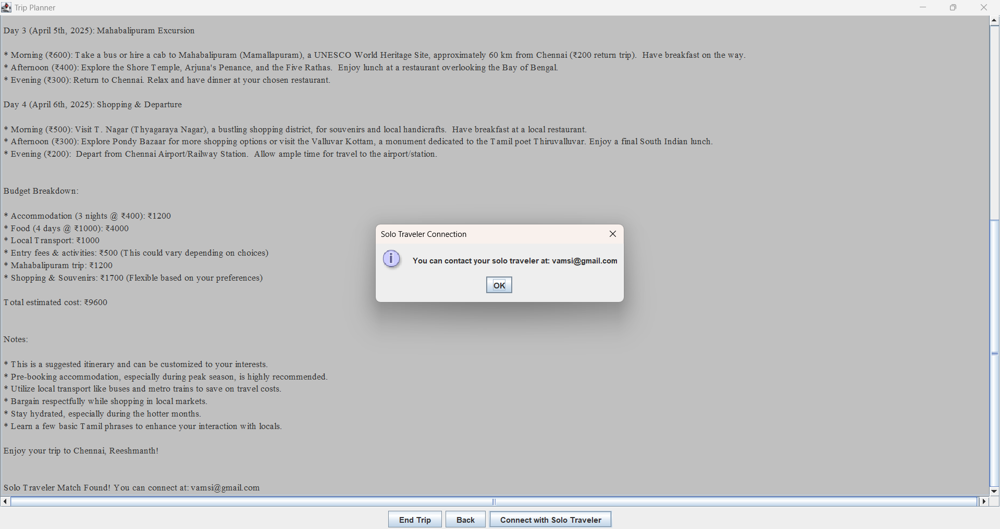 Trip Planner
Day 3 (April 5th, 2025): Mahabalipuram Excursion
* Morning (₹600): Take a bus or hire a cab to Mahabalipuram (Mamallapuram), a UNESCO World Heritage Site, approximately 60 km from Chennai (₹200 return trip).  Have breakfast on the way.
* Afternoon (₹400): Explore the Shore Temple, Arjuna's Penance, and the Five Rathas.  Enjoy lunch at a restaurant overlooking the Bay of Bengal.
* Evening (₹300): Return to Chennai. Relax and have dinner at your chosen restaurant.
Day 4 (April 6th, 2025): Shopping & Departure
* Morning (₹500): Visit T. Nagar (Thyagaraya Nagar), a bustling shopping district, for souvenirs and local handicrafts.  Have breakfast at a local restaurant.
* Afternoon (₹300): Explore Pondy Bazaar for more shopping options or visit the Valluvar Kottam, a monument dedicated to the Tamil poet Thiruvalluvar. Enjoy a final South Indian lunch.
* Evening (₹200):  Depart from Chennai Airport/Railway Station.  Allow ample time for travel to the airport/station.
Budget Breakdown:
* Accommodation (3 nights @ ₹400): ₹1200
* Food (4 days @ ₹1000): ₹4000
* Local Transport: ₹1000
* Entry fees & activities: ₹500 (This could vary depending on choices)
* Mahabalipuram trip: ₹1200
* Shopping & Souvenirs: ₹1700 (Flexible based on your preferences)
Total estimated cost: ₹9600
Solo Traveler Connection
You can contact your solo traveler at: vamsi@gmail.com
OK
Notes:
* This is a suggested itinerary and can be customized to your interests.
* Pre-booking accommodation, especially during peak season, is highly recommended.
* Utilize local transport like buses and metro trains to save on travel costs.
* Bargain respectfully while shopping in local markets.
* Stay hydrated, especially during the hotter months.
* Learn a few basic Tamil phrases to enhance your interaction with locals.
Enjoy your trip to Chennai, Reeshmanth!
Solo Traveler Match Found! You can connect at: vamsi@gmail.com
End Trip
Back
Connect with Solo Traveler